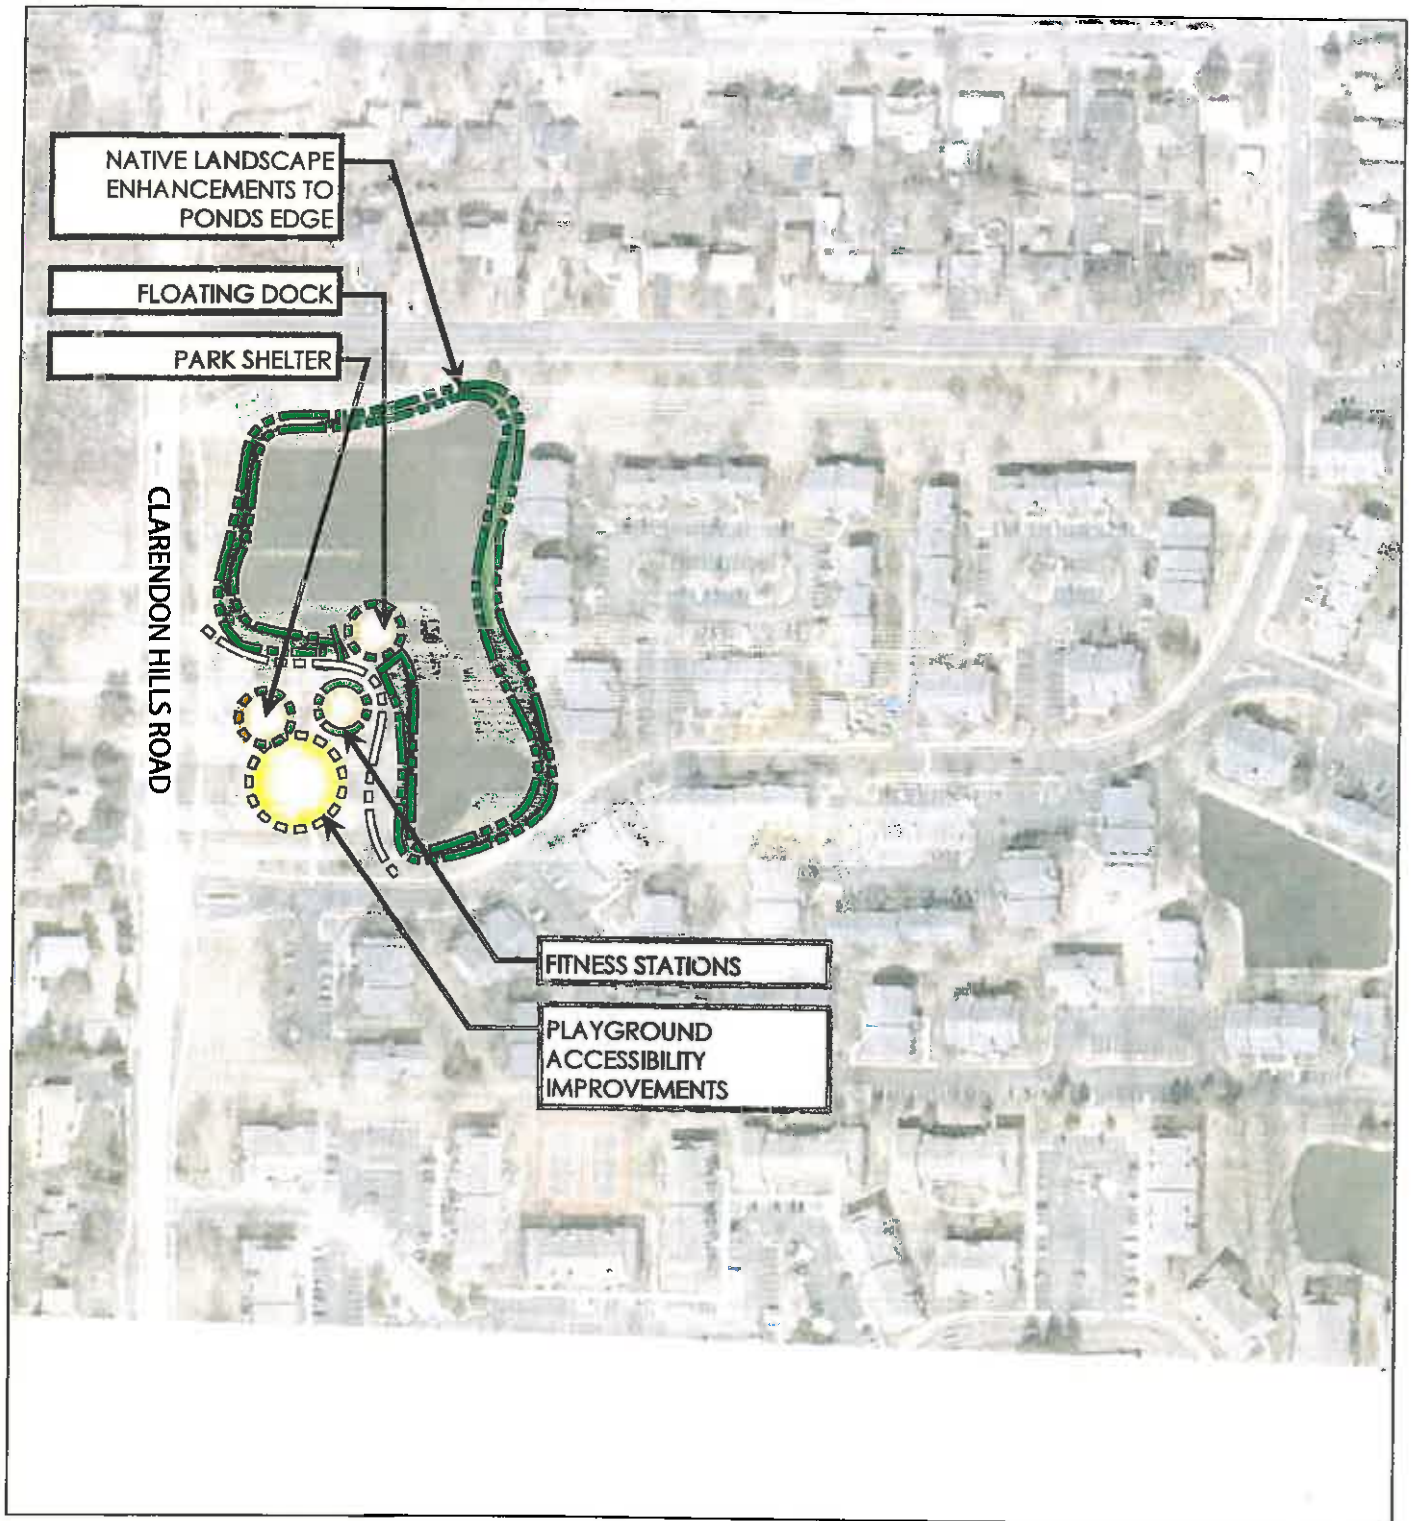 NATIVE LANDSCAPE
ENHANCEMENTS TO
PONDS EDGE
FLOATING DOCK
PARK SHELTER
CLARENDON HILLS ROAD
FITNESS STATIONS
PLAYGROUND
ACCESSIBILITY
IMPROVEMENTS